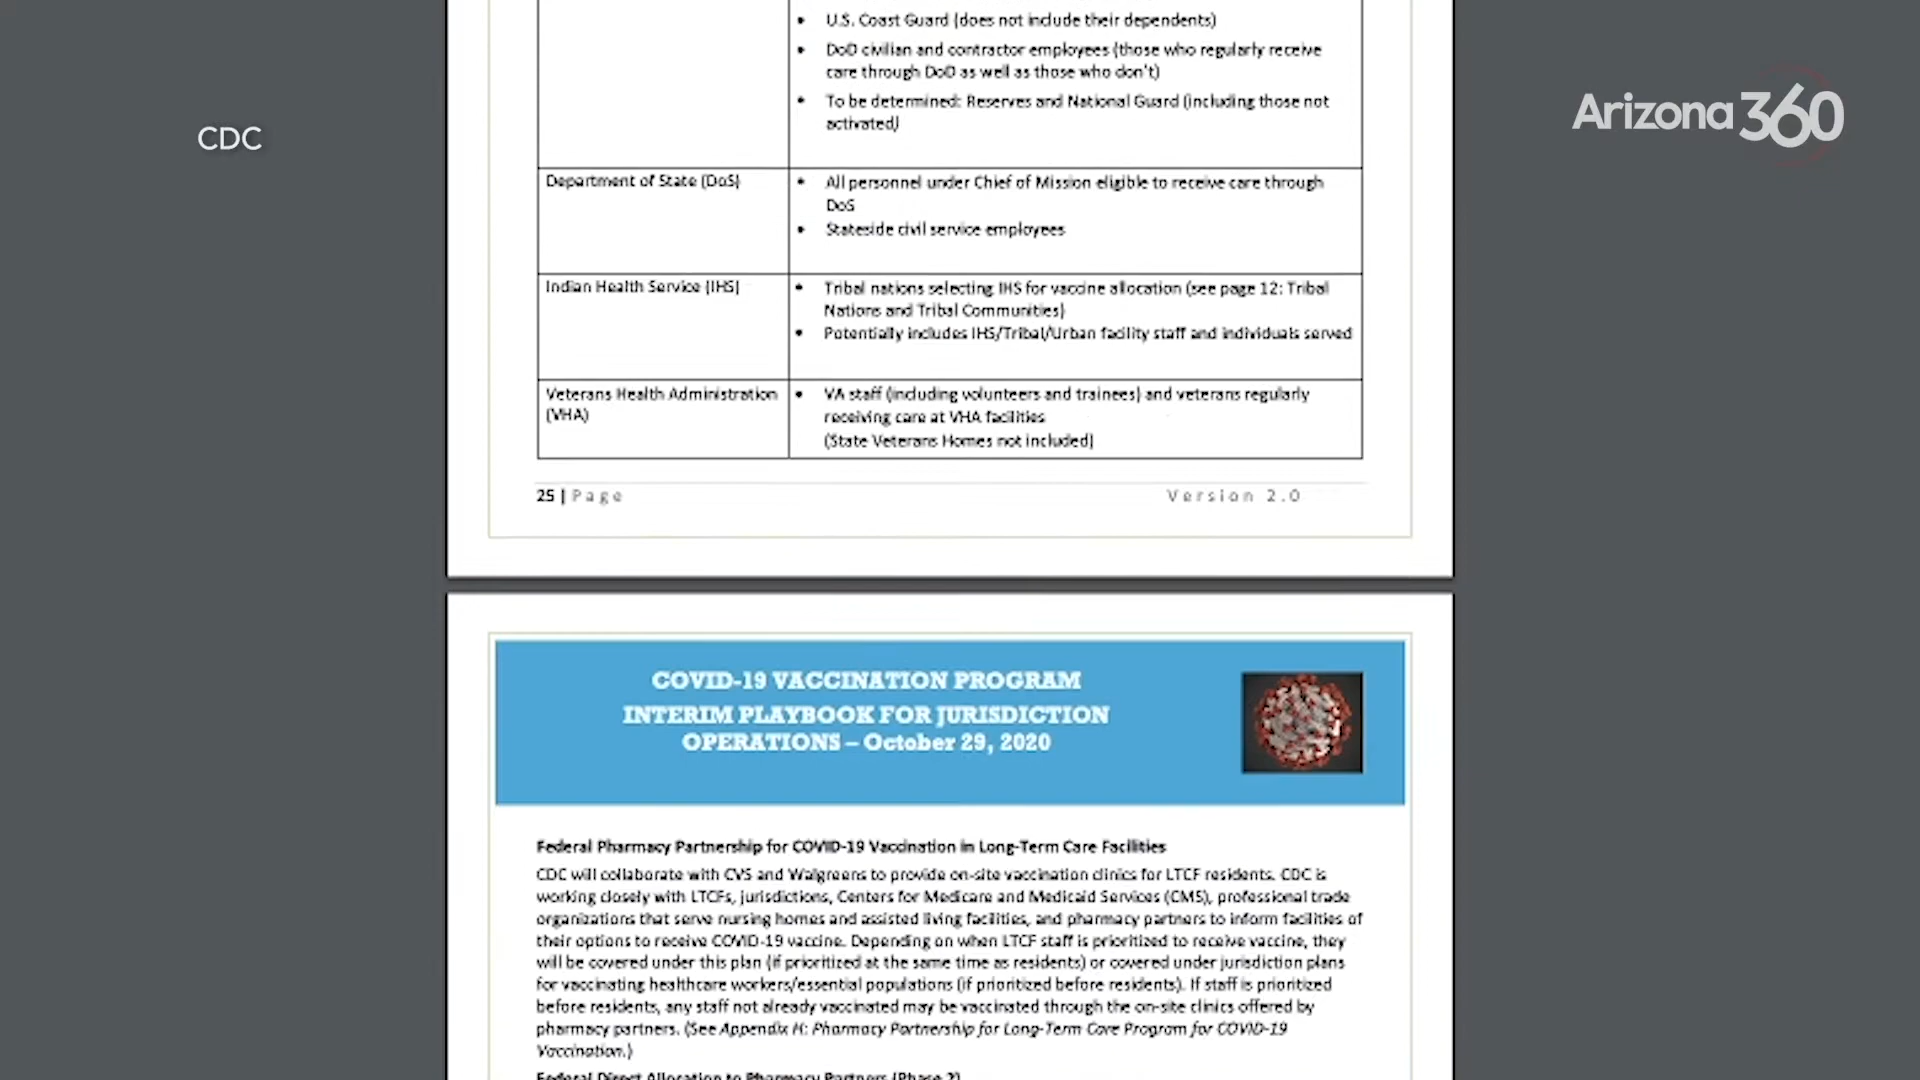 CDC
Arizona 360
• U.S. Coast Guard (does not include their dependents)
• DoD civilian and contractor employees (those who regularly receive
care through DoD as well as those who don't)
• To be determined: Reserves and National Guard (including those not
activated)
Department of State (DoS)
• All personnel under Chief of Mission eligible to receive care through
DoS
• Stateside civil service employees
Indian Health Service (IHS)
• Tribal nations selecting IHS for vaccine allocation (see page 12: Tribal
Nations and Tribal Communities)
• Potentially includes IHS/Tribal/Urban facility staff and individuals served
Veterans Health Administration
(VHA)
• VA staff (including volunteers and trainees) and veterans regularly
receiving care at VHA facilities
(State Veterans Homes not included)
25 | Page
Version 2.0
COVID-19 VACCINATION PROGRAM
INTERIM PLAYBOOK FOR JURISDICTION
OPERATIONS – October 29, 2020
Federal Pharmacy Partnership for COVID-19 Vaccination in Long-Term Care Facilities
CDC will collaborate with CVS and Walgreens to provide on-site vaccination clinics for LTCF residents. CDC is
working closely with LTCFs, jurisdictions, Centers for Medicare and Medicaid Services (CMS), professional trade
organizations that serve nursing homes and assisted living facilities, and pharmacy partners to inform facilities of
their options to receive COVID-19 vaccine. Depending on when LTCF staff is prioritized to receive vaccine, they
will be covered under this plan (if prioritized at the same time as residents) or covered under jurisdiction plans
for vaccinating healthcare workers/essential populations (if prioritized before residents). If staff is prioritized
before residents, any staff not already vaccinated may be vaccinated through the on-site clinics offered by
pharmacy partners. (See Appendix H: Pharmacy Partnership for Long-Term Care Program for COVID-19
Vaccination.)
Federal Direct Allocation to Pharmacy Partners (Phase 2)